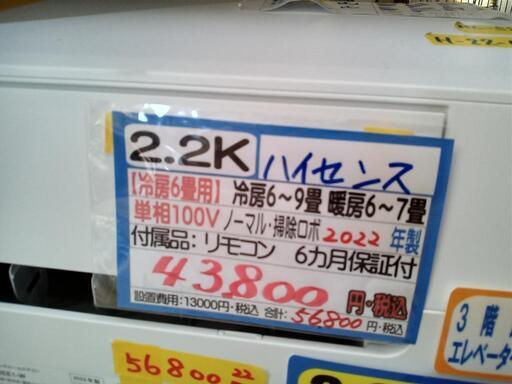 H-22-
2.2K ハイセンス
【冷房6畳用】 冷房6～9畳 暖房6～7畳
単相100V ノーマル・掃除ロボ 2022 年製
付属品：リモコン 6カ月保証付
43800 円・税込
設置費用：13000円・税込 合計：56800 円・税込
3階
エレベータ
56800